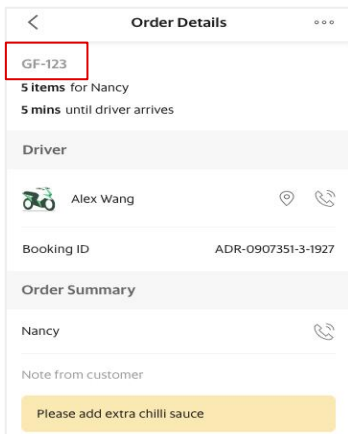 Order Details
GF-123
5 items for Nancy
5 mins until driver arrives
Driver
Alex Wang
Booking ID ADR-0907351-3-1927
Order Summary
Nancy
Note from customer
Please add extra chilli sauce